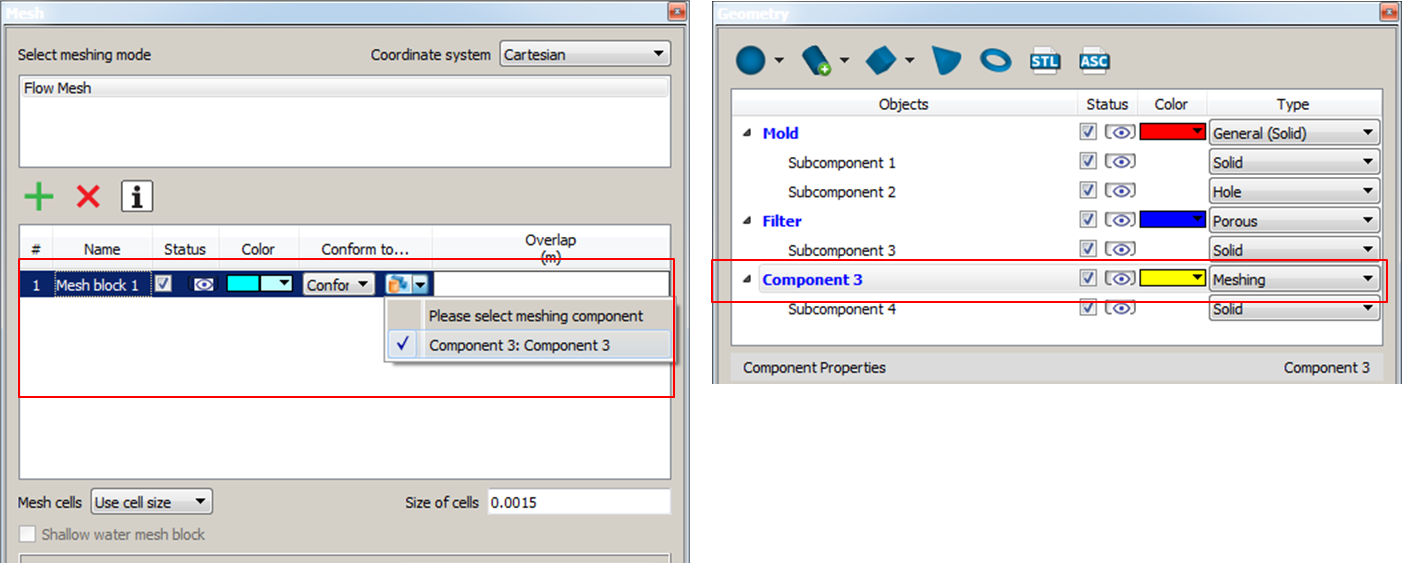 Mesh
Select meshing mode Coordinate system Cartesian
Flow Mesh
i
# Name Status Color Conform to... Overlap (m)
1 Mesh block 1 Confor
Please select meshing component
Component 3: Component 3
Mesh cells Use cell size Size of cells 0.0015
Shallow water mesh block
Geometry
STL ASC
Objects Status Color Type
Mold General (Solid)
Subcomponent 1 Solid
Subcomponent 2 Hole
Filter Porous
Subcomponent 3 Solid
Component 3 Meshing
Subcomponent 4 Solid
Component Properties Component 3